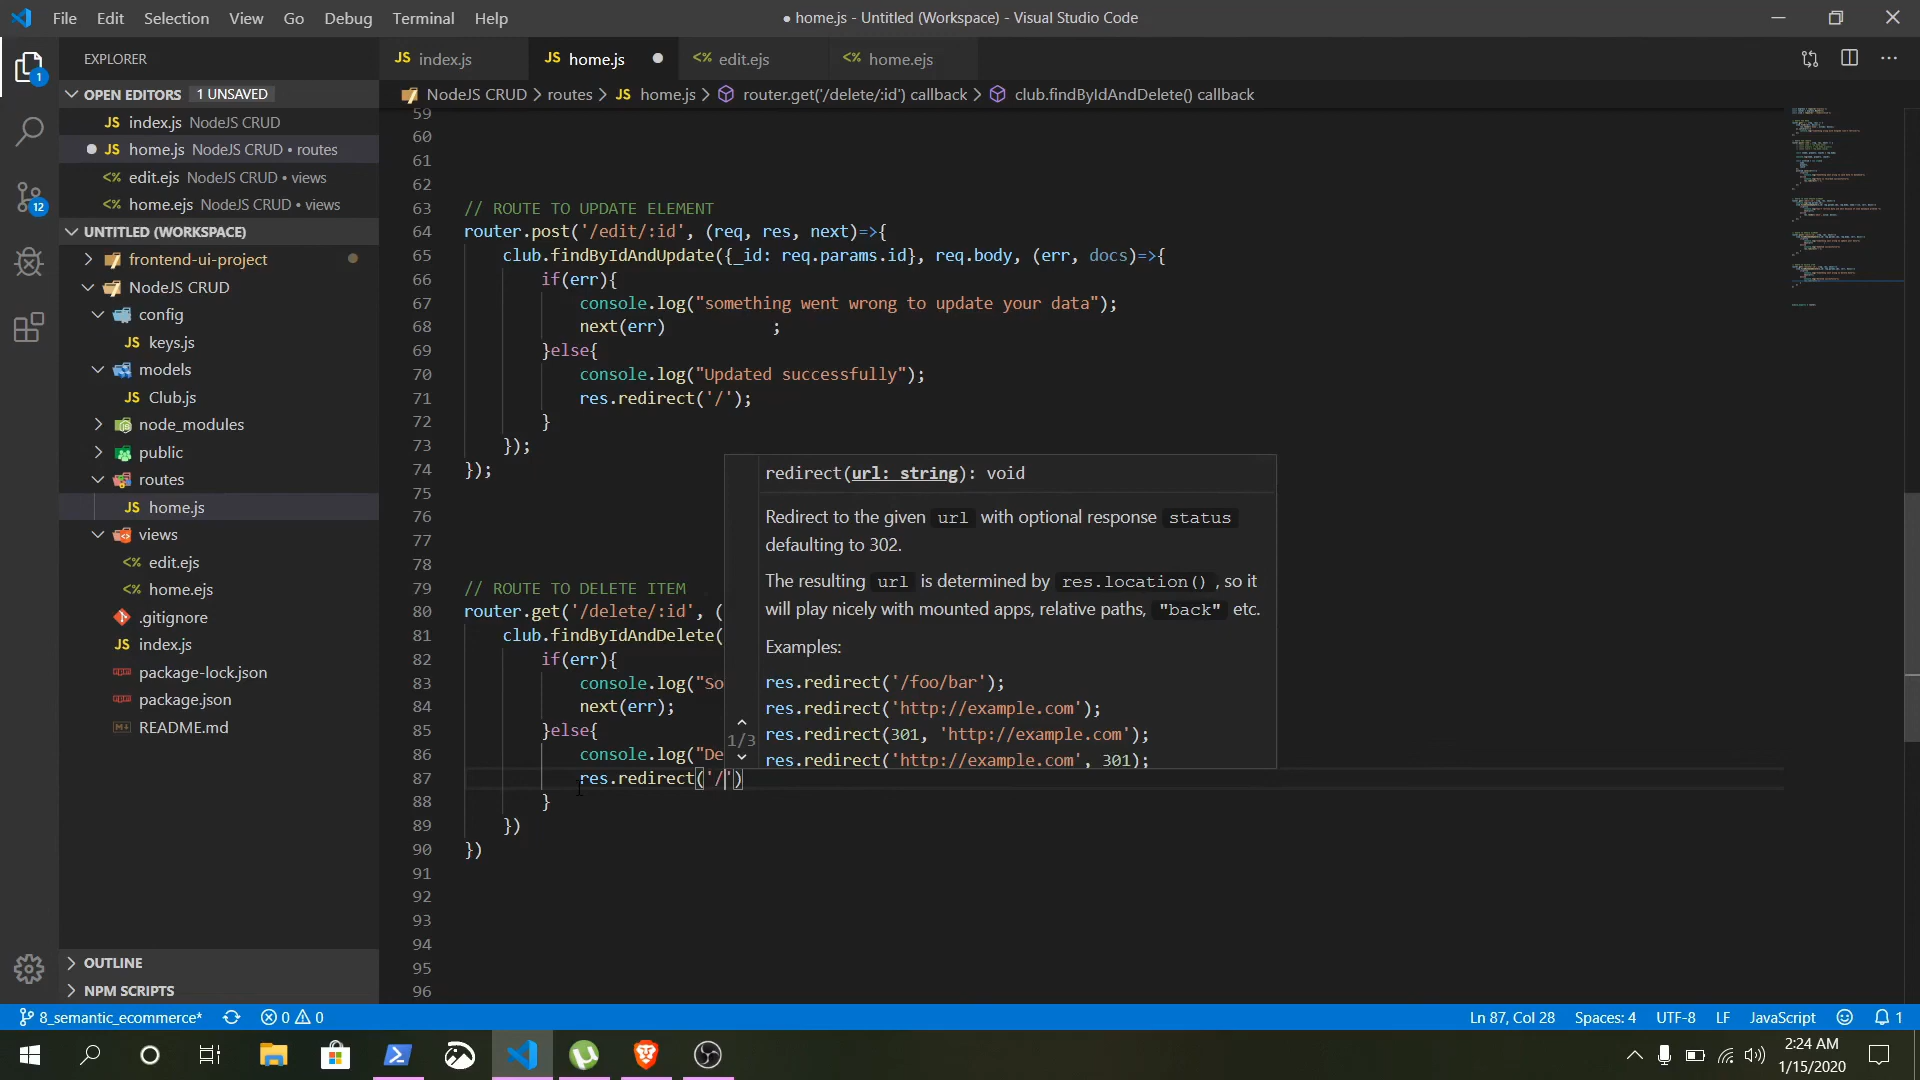 File Edit Selection View Go Debug Terminal Help
● home.js - Untitled (Workspace) - Visual Studio Code
EXPLORER
OPEN EDITORS 1 UNSAVED
JS index.js NodeJS CRUD
● JS home.js NodeJS CRUD • routes
<% edit.ejs NodeJS CRUD • views
<% home.ejs NodeJS CRUD • views
UNTITLED (WORKSPACE)
frontend-ui-project
NodeJS CRUD
config
JS keys.js
models
JS Club.js
node_modules
public
routes
JS home.js
views
<% edit.ejs
<% home.ejs
.gitignore
JS index.js
package-lock.json
package.json
README.md
OUTLINE
NPM SCRIPTS
1
12
JS index.js
JS home.js ●
<% edit.ejs
<% home.ejs
NodeJS CRUD > routes > JS home.js > router.get('/delete/:id') callback > club.findByIdAndDelete() callback
59
60
61
62
63 // ROUTE TO UPDATE ELEMENT
64 router.post('/edit/:id', (req, res, next)=>{
65 club.findByIdAndUpdate({_id: req.params.id}, req.body, (err, docs)=>{
66 if(err){
67 console.log("something went wrong to update your data");
68 next(err) ;
69 }else{
70 console.log("Updated successfully");
71 res.redirect('/');
72 }
73 });
74 });
75
76
77
78
79 // ROUTE TO DELETE ITEM
80 router.get('/delete/:id', (
81 club.findByIdAndDelete(
82 if(err){
83 console.log("So
84 next(err);
85 }else{
86 console.log("De
87 res.redirect('/')
88 }
89 })
90 })
91
92
93
94
95
96
redirect(url: string): void
Redirect to the given url with optional response status
defaulting to 302.
The resulting url is determined by res.location() , so it
will play nicely with mounted apps, relative paths, "back" etc.
Examples:
res.redirect('/foo/bar');
res.redirect('http://example.com');
res.redirect(301, 'http://example.com');
res.redirect('http://example.com', 301);
1/3
8_semantic_ecommerce* 0 0
Ln 87, Col 28 Spaces: 4 UTF-8 LF JavaScript 1
2:24 AM
1/15/2020